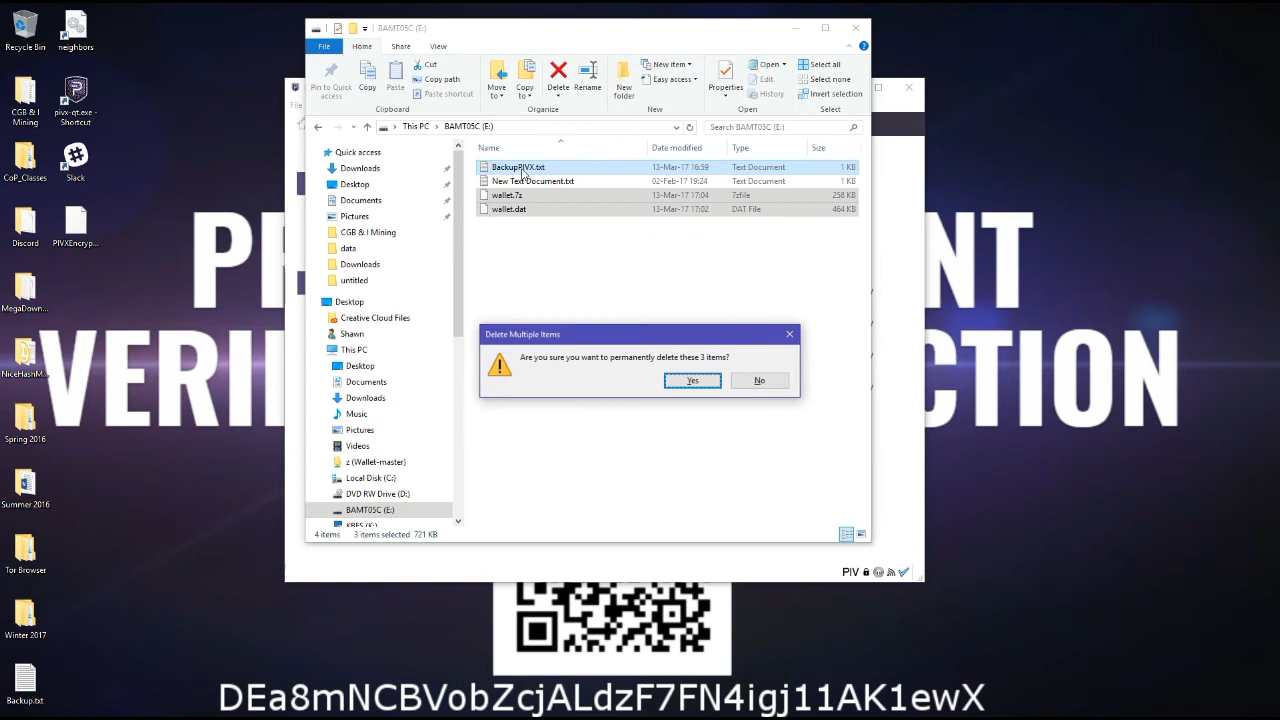 Recycle Bin
neighbors
CGB & I
Mining
pivx-qt.exe -
Shortcut
CoP_Classes
Slack
Discord
PIVXEncryp...
MegaDown...
NiceHashM...
Spring 2016
Summer 2016
Tor Browser
Winter 2017
Backup.txt
BAMT05C (E:)
File
Home
Share
View
Pin to Quick
access
Copy
Paste
Cut
Copy path
Paste shortcut
Clipboard
Move
to
Copy
to
Delete
Rename
Organize
New
folder
New item
Easy access
New
Properties
Open
Edit
History
Open
Select all
Select none
Invert selection
Select
This PC > BAMT05C (E:)
Search BAMT05C (E:)
Quick access
Downloads
Desktop
Documents
Pictures
CGB & I Mining
data
Downloads
untitled
Desktop
Creative Cloud Files
Shawn
This PC
Desktop
Documents
Downloads
Music
Pictures
Videos
z (Wallet-master)
Local Disk (C:)
DVD RW Drive (D:)
BAMT05C (E:)
Name Date modified Type Size
BackupPIVX.txt 13-Mar-17 16:59 Text Document 1 KB
New Text Document.txt 02-Feb-17 19:24 Text Document 1 KB
wallet.7z 13-Mar-17 17:04 7zfile 258 KB
wallet.dat 13-Mar-17 17:02 DAT File 464 KB
Delete Multiple Items
Are you sure you want to permanently delete these 3 items?
Yes
No
4 items 3 items selected 721 KB
PIV
DEa8mNCBVobZcjALdzF7FN4igj11AK1ewX